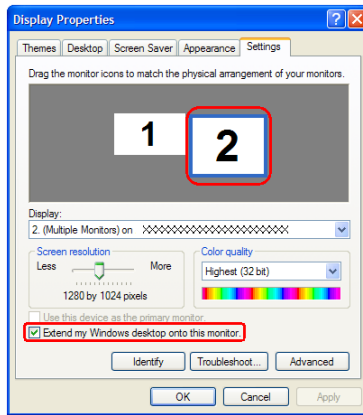 Display Properties
Themes Desktop Screen Saver Appearance Settings
Drag the monitor icons to match the physical arrangement of your monitors.
1 2
Display:
2. (Multiple Monitors) on XXXXXXXXXXXXXXXXXXXXXXX
Screen resolution Color quality
Less More Highest (32 bit)
1280 by 1024 pixels
Use this device as the primary monitor.
Extend my Windows desktop onto this monitor.
Identify Troubleshoot... Advanced
OK Cancel Apply